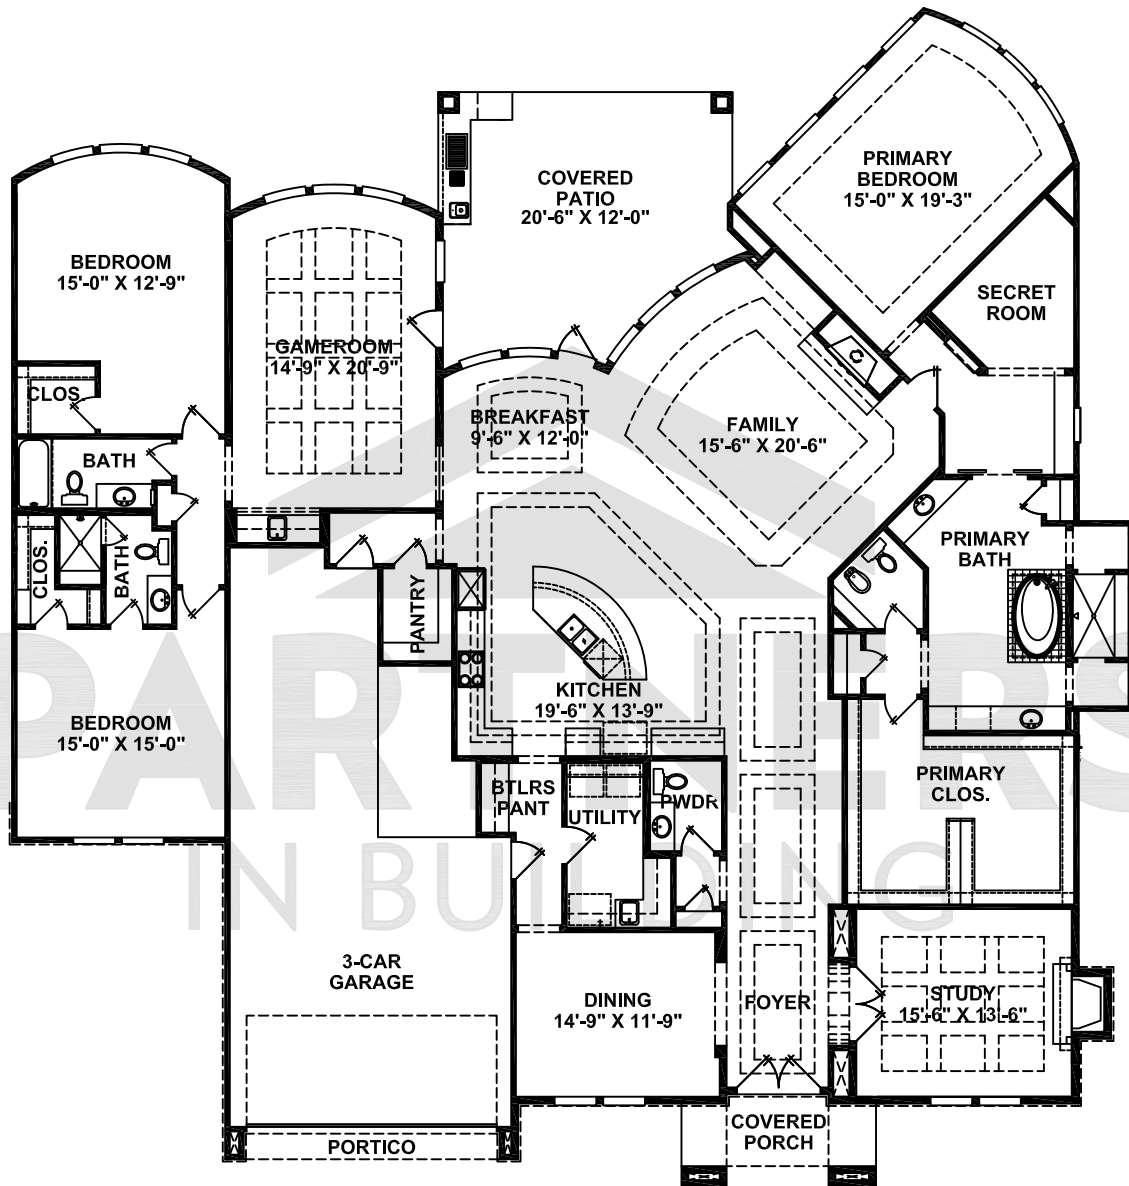 PRIMARY
BEDROOM
15'-0" X 19'-3"
COVERED
PATIO
20'-6" X 12'-0"
BEDROOM
15'-0" X 12'-9"
SECRET
ROOM
GAMEROOM
14'-9" X 20'-9"
CLOS.
BREAKFAST
9'-6" X 12'-0"
FAMILY
15'-6" X 20'-6"
BATH
PRIMARY
BATH
CLOS.
BATH
PANTRY
KITCHEN
19'-6" X 13'-9"
BEDROOM
15'-0" X 15'-0"
PRIMARY
CLOS.
BTLRS
PANT
UTILITY
PWDR
PARTNERS
IN BUILDING
3-CAR
GARAGE
DINING
14'-9" X 11'-9"
FOYER
STUDY
15'-6" X 13'-6"
COVERED
PORCH
PORTICO